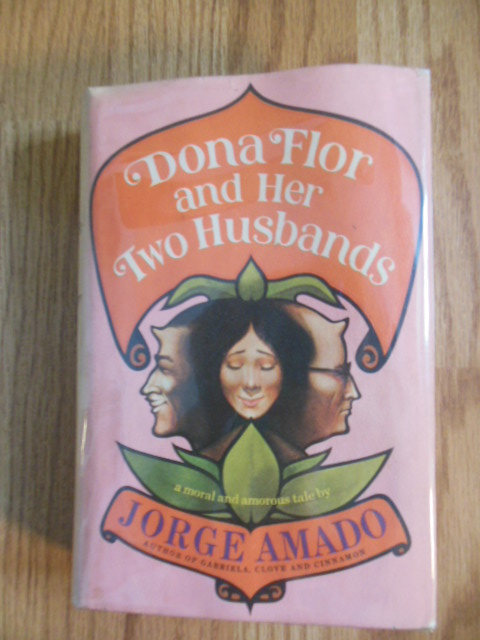 Dona Flor
and Her
Two Husbands
a moral and amorous tale by
JORGE AMADO
AUTHOR OF GABRIELA, CLOVE AND CINNAMON